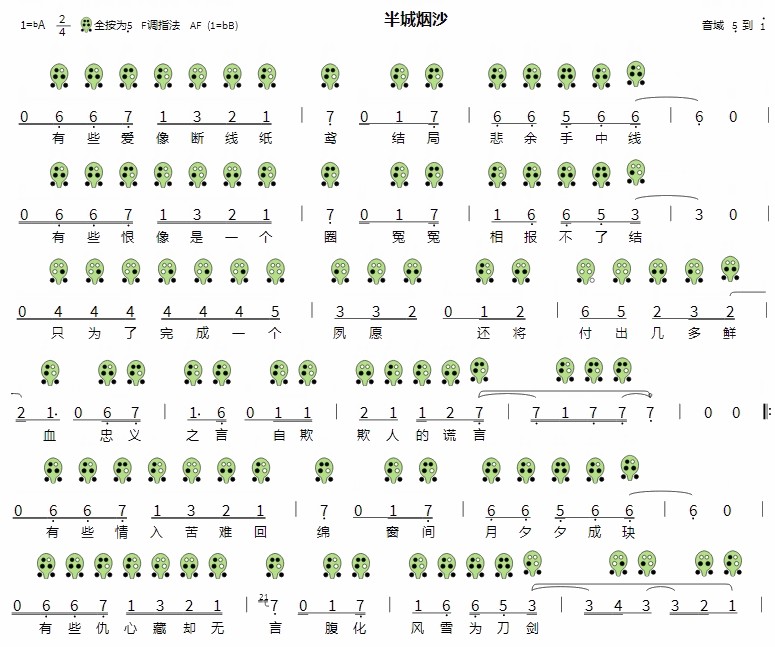 半城烟沙
1=bA 2/4 全按为5 F调指法 AF (1=bB) 音域 5 到 i
0 6 6 7 1 3 2 1 | 7 0 1 7 | 6 6 5 6 6 | 6 0 |
有 些 爱 像 断 线 纸 鸢 结 局 悲 余 手 中 线
0 6 6 7 1 3 2 1 | 7 0 1 7 | 1 6 6 5 3 | 3 0 |
有 些 恨 像 是 一 个 圈 冤 冤 相 报 不 了 结
0 4 4 4 4 4 4 5 | 3 3 2 0 1 2 | 6 5 2 3 2 |
只 为 了 完 成 一 个 夙 愿 还 将 付 出 几 多 鲜
2 1· 0 6 7 | 1· 6 0 1 1 | 2 1 1 2 7 | 7 1 7 7 7 | 0 0 ‖:
血 忠 义 之 言 自 欺 欺 人 的 谎 言
0 6 6 7 1 3 2 1 | 7 0 1 7 | 6 6 5 6 6 | 6 0 |
有 些 情 入 苦 难 回 绵 窗 间 月 夕 夕 成 玦
0 6 6 7 1 3 2 1 | 21 7 0 1 7 | 1 6 6 5 3 | 3 4 3 3 2 1 |
有 些 仇 心 藏 却 无 言 腹 化 风 雪 为 刀 剑